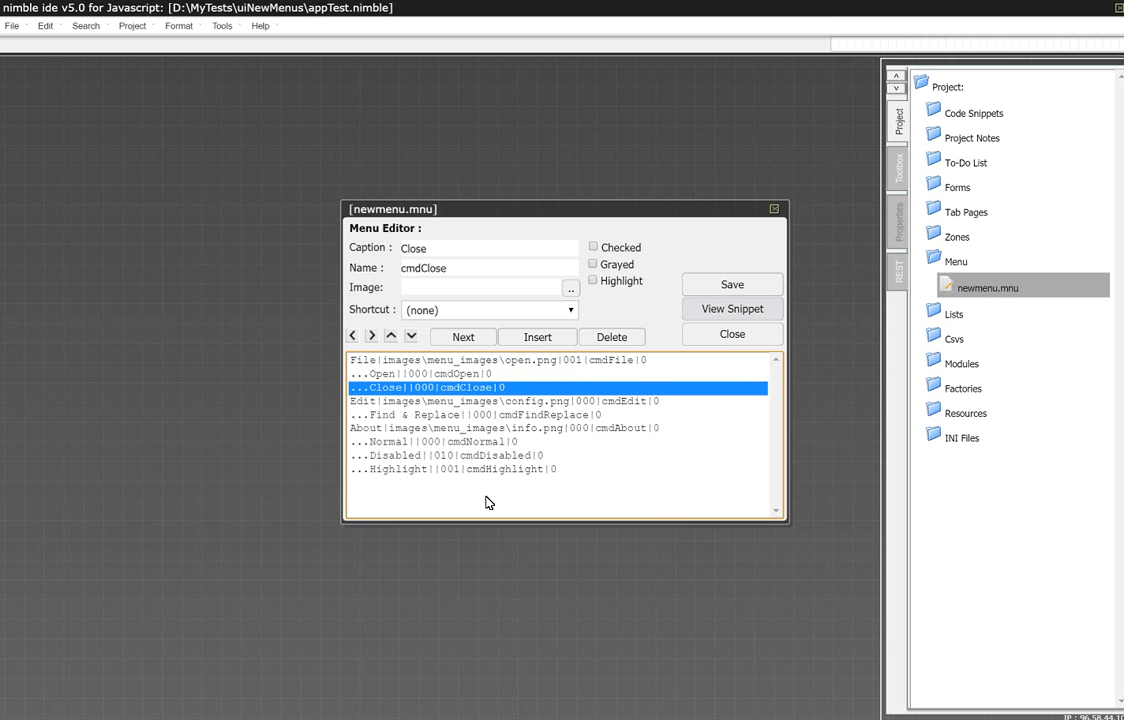 nimble ide v5.0 for Javascript: [D:\MyTests\uiNewMenus\appTest.nimble]
File Edit Search Project Format Tools Help
[newmenu.mnu]
Menu Editor :
Caption : Close
Name : cmdClose
Image: ..
Shortcut : (none)
Checked
Grayed
Highlight
Save
View Snippet
Close
Next Insert Delete
File|images\menu_images\open.png|001|cmdFile|0
...Open||000|cmdOpen|0
...Close||000|cmdClose|0
Edit|images\menu_images\config.png|000|cmdEdit|0
...Find & Replace||000|cmdFindReplace|0
About|images\menu_images\info.png|000|cmdAbout|0
...Normal||000|cmdNormal|0
...Disabled||010|cmdDisabled|0
...Highlight||001|cmdHighlight|0
Project
Toolbox
Properties
REST
Project:
Code Snippets
Project Notes
To-Do List
Forms
Tab Pages
Zones
Menu
newmenu.mnu
Lists
Csvs
Modules
Factories
Resources
INI Files